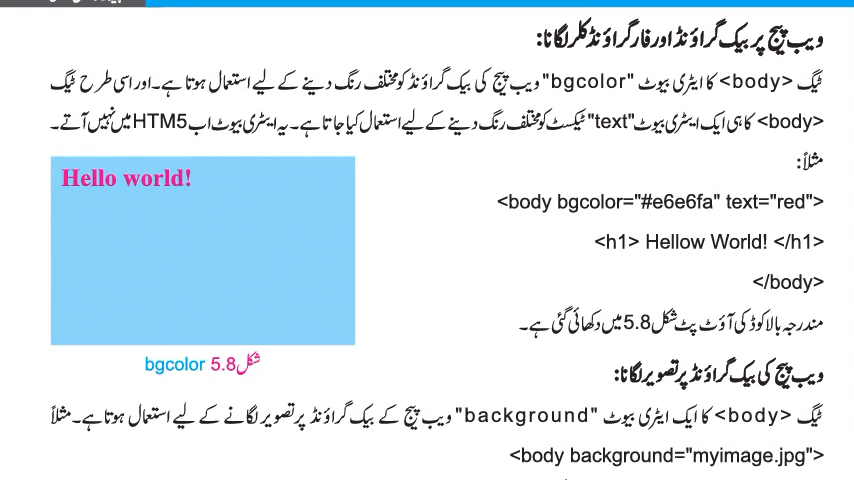 ویب پیج پر بیک گراؤنڈ اور فارگراؤنڈ کلر لگانا:
ٹیگ <body> کا ایٹری بیوٹ "bgcolor" ویب پیج کی بیک گراؤنڈ کو مختلف رنگ دینے کے لیے استعمال ہوتا ہے۔ اور اسی طرح ٹیگ
<body> کا ہی ایک ایٹری بیوٹ "text" ٹیکسٹ کو مختلف رنگ دینے کے لیے استعمال کیا جاتا ہے۔ یہ ایٹری بیوٹ اب HTM5 میں نہیں آتے۔
مثلاً:
<body bgcolor="#e6e6fa" text="red">
<h1> Hellow World! </h1>
</body>
مندرجہ بالا کوڈ کی آؤٹ پٹ شکل 5.8 میں دکھائی گئی ہے۔
Hello world!
شکل 5.8 bgcolor
ویب پیج کی بیک گراؤنڈ پر تصویر لگانا:
ٹیگ <body> کا ایک ایٹری بیوٹ "background" ویب پیج کے بیک گراؤنڈ پر تصویر لگانے کے لیے استعمال ہوتا ہے۔ مثلاً
<body background="myimage.jpg">